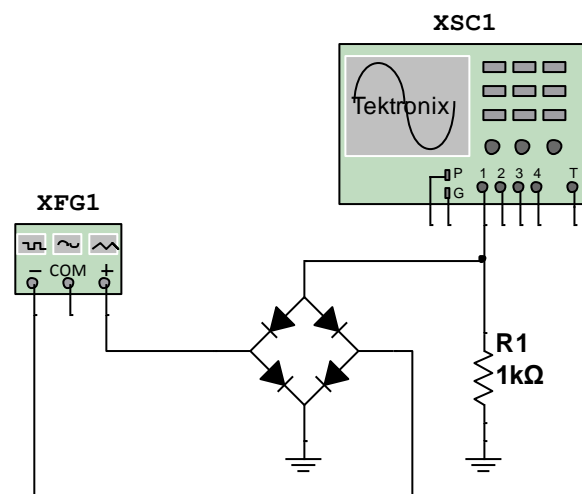 XSC1
Tektronix
P
G
1 2 3 4 T
XFG1
− COM +
R1
1kΩ